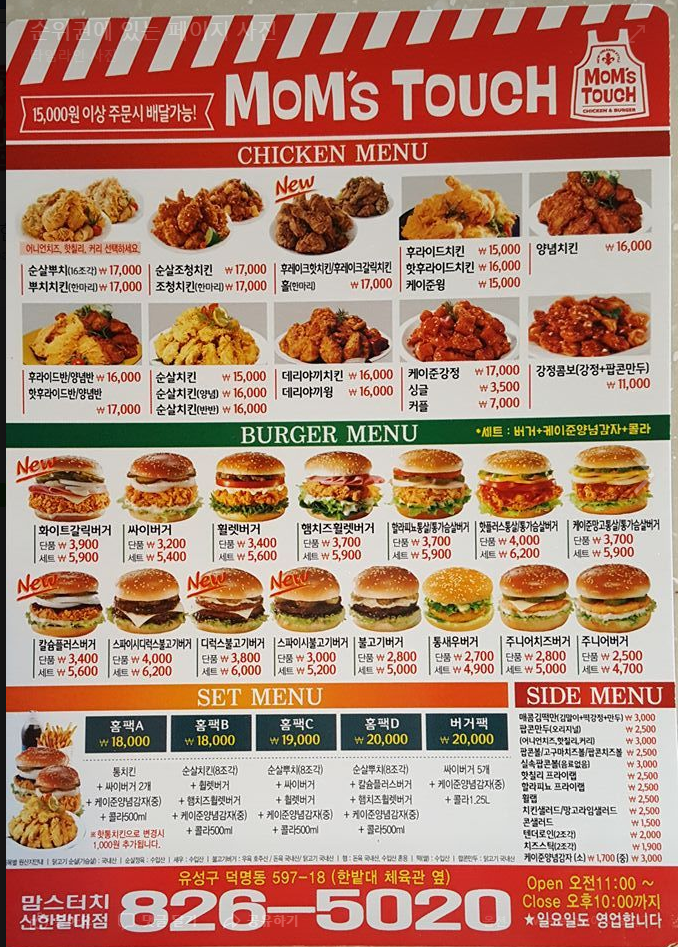 순위권에 있는 페이지 사진
15,000원 이상 주문시 배달가능!
MOM's TOUCH
MOM's
TOUCH
CHICKEN & BURGER
CHICKEN MENU
New
어니언치즈, 핫칠리, 커리 선택하세요
순살뿌치(16조각) ₩ 17,000
뿌치치킨(한마리) ₩ 17,000
순살조청치킨 ₩ 17,000
조청치킨(한마리) ₩ 17,000
후레이크핫치킨/후레이크갈릭치킨
홀(한마리) ₩ 17,000
후라이드치킨 ₩ 15,000
핫후라이드치킨 ₩ 16,000
케이준윙 ₩ 15,000
양념치킨 ₩ 16,000
후라이드반/양념반 ₩ 16,000
핫후라이드반/양념반
₩ 17,000
순살치킨 ₩ 15,000
순살치킨(양념) ₩ 16,000
순살치킨(반반) ₩ 16,000
데리야끼치킨 ₩ 16,000
데리야끼윙 ₩ 16,000
케이준강정 ₩ 17,000
싱글 ₩ 3,500
커플 ₩ 7,000
강정콤보(강정+팝콘만두)
₩ 11,000
BURGER MENU
*세트 : 버거+케이준양념감자+콜라
New
화이트갈릭버거
단품 ₩ 3,900
세트 ₩ 5,900
싸이버거
단품 ₩ 3,200
세트 ₩ 5,400
휠렛버거
단품 ₩ 3,400
세트 ₩ 5,600
햄치즈휠렛버거
단품 ₩ 3,700
세트 ₩ 5,900
할라피뇨통살/통가슴살버거
단품 ₩ 3,700
세트 ₩ 5,900
핫플러스통살/통가슴살버거
단품 ₩ 4,000
세트 ₩ 6,200
케이준망고통살/통가슴살버거
단품 ₩ 3,700
세트 ₩ 5,900
New
New
New
칼슘플러스버거
단품 ₩ 3,400
세트 ₩ 5,600
스파이시디럭스불고기버거
단품 ₩ 4,000
세트 ₩ 6,200
디럭스불고기버거
단품 ₩ 3,800
세트 ₩ 6,000
스파이시불고기버거
단품 ₩ 3,000
세트 ₩ 5,200
불고기버거
단품 ₩ 2,800
세트 ₩ 5,000
통새우버거
단품 ₩ 2,700
세트 ₩ 4,900
주니어치즈버거
단품 ₩ 2,800
세트 ₩ 5,000
주니어버거
단품 ₩ 2,500
세트 ₩ 4,700
SET MENU
홈팩A
₩ 18,000
통치킨
+ 싸이버거 2개
+ 케이준양념감자(중)
+ 콜라500ml
※핫통치킨으로 변경시
1,000원 추가됩니다.
홈팩B
₩ 18,000
순살치킨(8조각)
+ 휠렛버거
+ 햄치즈휠렛버거
+ 케이준양념감자(중)
+ 콜라500ml
홈팩C
₩ 19,000
순살뿌치(8조각)
+ 싸이버거
+ 휠렛버거
+ 케이준양념감자(중)
+ 콜라500ml
홈팩D
₩ 20,000
순살뿌치(8조각)
+ 칼슘플러스버거
+ 햄치즈휠렛버거
+ 케이준양념감자(중)
+ 콜라500ml
버거팩
₩ 20,000
싸이버거 5개
+ 케이준양념감자(중)
+ 콜라1.25L
SIDE MENU
매콤김떡만(김말이+떡강정+만두) ₩ 3,000
팝콘만두(오리지널) ₩ 2,500
(어니언치즈,핫칠리,커리) ₩ 3,000
팝콘볼/고구마치즈볼/팝콘치즈볼 ₩ 2,500
실속팝콘볼(음료없음) ₩ 3,000
핫칠리 프라이랩 ₩ 2,500
할라피뇨 프라이랩 ₩ 2,500
휠랩 ₩ 2,500
치킨샐러드/망고라임샐러드 ₩ 2,500
콘샐러드 ₩ 1,500
텐더로인(2조각) ₩ 2,000
치즈스틱(2조각) ₩ 1,900
케이준양념감자 (소) ₩ 1,700 (중) ₩ 3,000
유성구 덕명동 597-18 (한밭대 체육관 옆)
맘스터치
신한밭대점
826-5020
Open 오전11:00 ~
Close 오후10:00까지
★일요일도 영업합니다